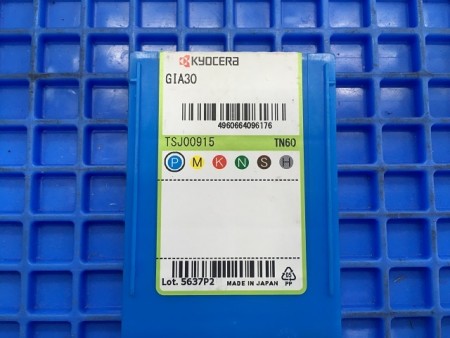 KYOCERA
GIA30
4960664096176
TSJ00915 TN60
P M K N S H
Lot. 5637P2 MADE IN JAPAN PP